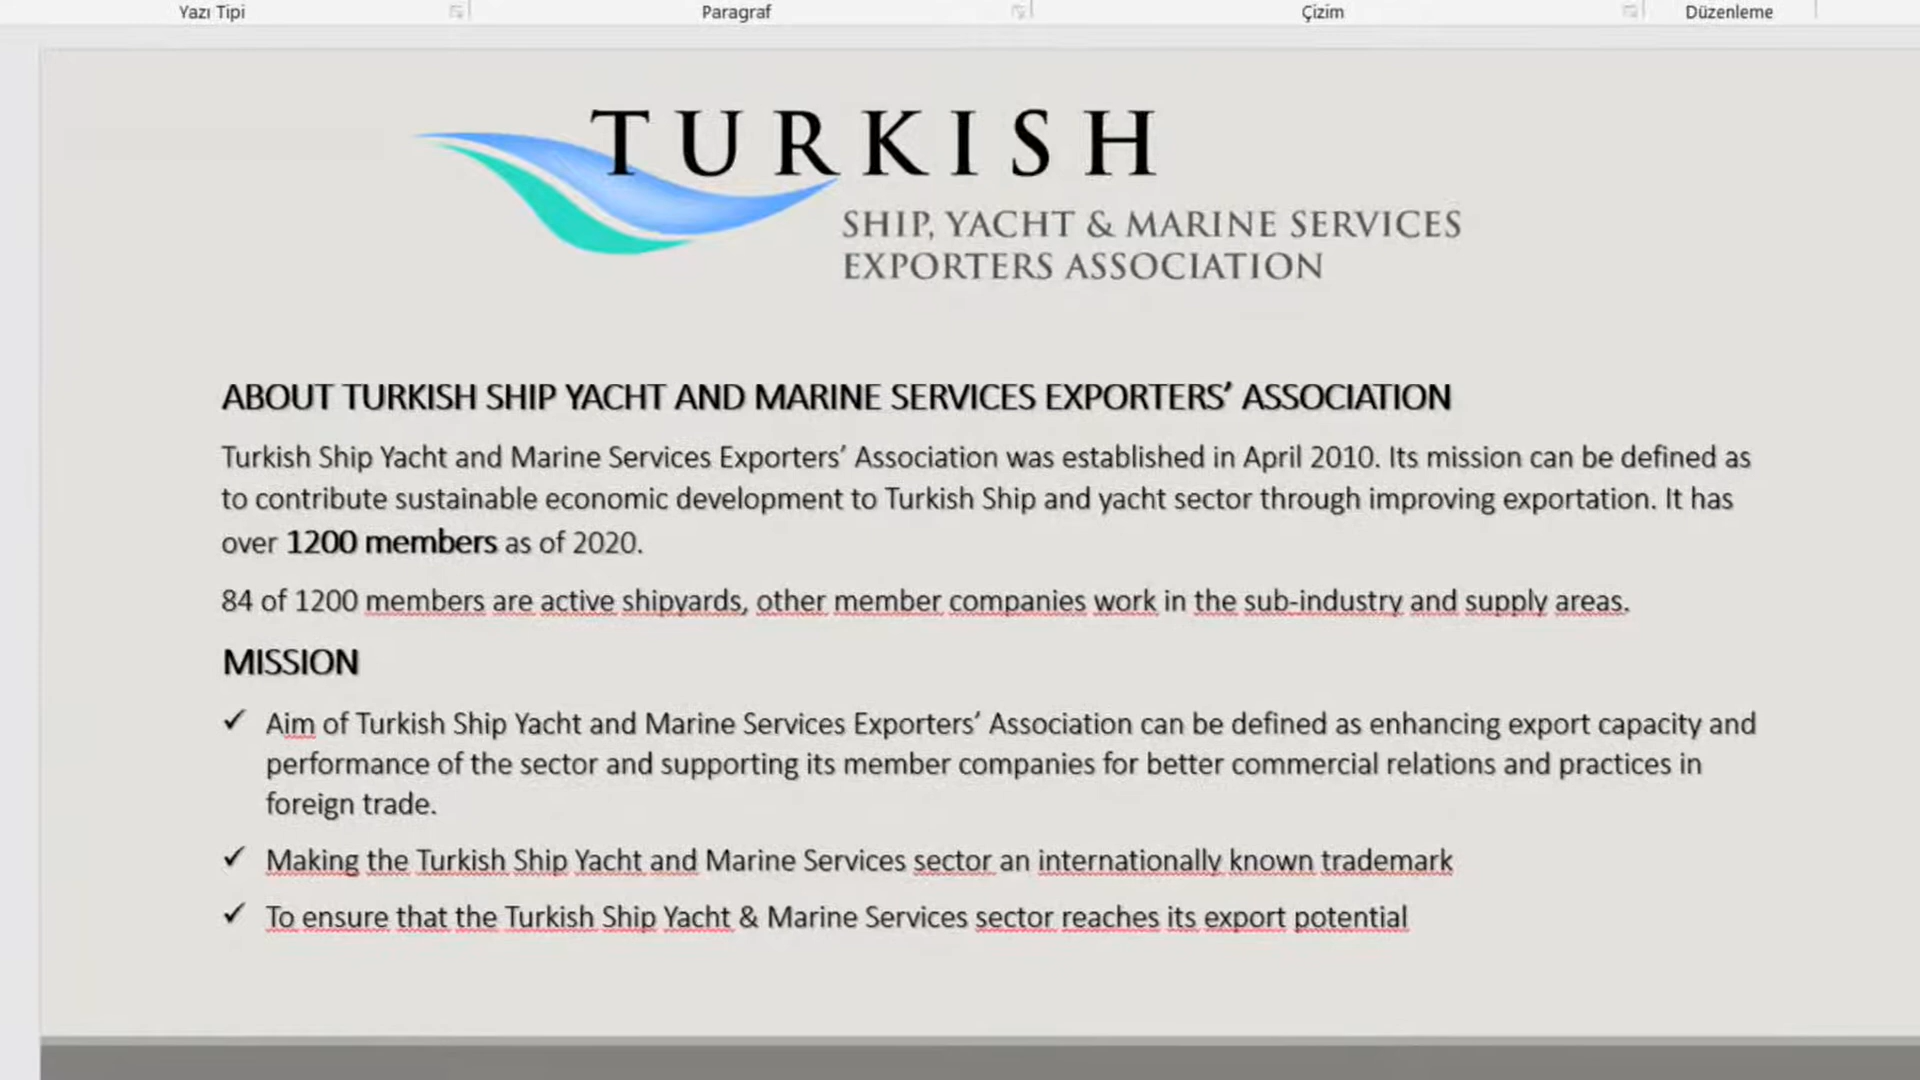 Yazı Tipi Paragraf Çizim Düzenleme
TURKISH
SHIP, YACHT & MARINE SERVICES
EXPORTERS ASSOCIATION
ABOUT TURKISH SHIP YACHT AND MARINE SERVICES EXPORTERS’ ASSOCIATION
Turkish Ship Yacht and Marine Services Exporters’ Association was established in April 2010. Its mission can be defined as
to contribute sustainable economic development to Turkish Ship and yacht sector through improving exportation. It has
over 1200 members as of 2020.
84 of 1200 members are active shipyards, other member companies work in the sub-industry and supply areas.
MISSION
✓ Aim of Turkish Ship Yacht and Marine Services Exporters’ Association can be defined as enhancing export capacity and
performance of the sector and supporting its member companies for better commercial relations and practices in
foreign trade.
✓ Making the Turkish Ship Yacht and Marine Services sector an internationally known trademark
✓ To ensure that the Turkish Ship Yacht & Marine Services sector reaches its export potential